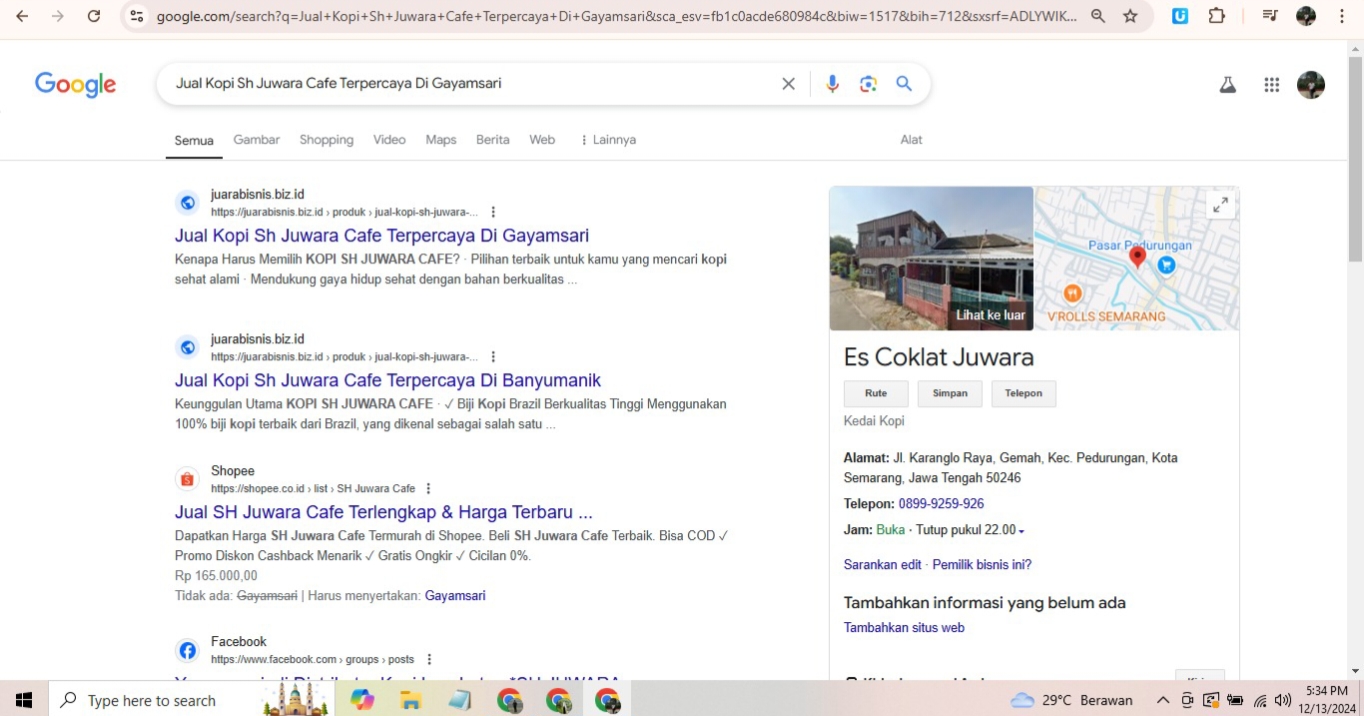 google.com/search?q=Jual+Kopi+Sh+Juwara+Cafe+Terpercaya+Di+Gayamsari&sca_esv=fb1c0acde680984c&biw=1517&bih=712&sxsrf=ADLYWIK...
Google
Jual Kopi Sh Juwara Cafe Terpercaya Di Gayamsari
Semua Gambar Shopping Video Maps Berita Web Lainnya Alat
juarabisnis.biz.id
https://juarabisnis.biz.id › produk › jual-kopi-sh-juwara-...
Jual Kopi Sh Juwara Cafe Terpercaya Di Gayamsari
Kenapa Harus Memilih KOPI SH JUWARA CAFE? · Pilihan terbaik untuk kamu yang mencari kopi
sehat alami · Mendukung gaya hidup sehat dengan bahan berkualitas ...
juarabisnis.biz.id
https://juarabisnis.biz.id › produk › jual-kopi-sh-juwara-...
Jual Kopi Sh Juwara Cafe Terpercaya Di Banyumanik
Keunggulan Utama KOPI SH JUWARA CAFE · ✓ Biji Kopi Brazil Berkualitas Tinggi Menggunakan
100% biji kopi terbaik dari Brazil, yang dikenal sebagai salah satu ...
Shopee
https://shopee.co.id › list › SH Juwara Cafe
Jual SH Juwara Cafe Terlengkap & Harga Terbaru ...
Dapatkan Harga SH Juwara Cafe Termurah di Shopee. Beli SH Juwara Cafe Terbaik. Bisa COD ✓
Promo Diskon Cashback Menarik ✓ Gratis Ongkir ✓ Cicilan 0%.
Rp 165.000,00
Tidak ada: Gayamsari | Harus menyertakan: Gayamsari
Facebook
https://www.facebook.com › groups › posts
Lihat ke luar
Pasar Pedurungan
V'ROLLS SEMARANG
Es Coklat Juwara
Rute Simpan Telepon
Kedai Kopi
Alamat: Jl. Karanglo Raya, Gemah, Kec. Pedurungan, Kota
Semarang, Jawa Tengah 50246
Telepon: 0899-9259-926
Jam: Buka · Tutup pukul 22.00
Sarankan edit · Pemilik bisnis ini?
Tambahkan informasi yang belum ada
Tambahkan situs web
Type here to search
29°C Berawan
5:34 PM
12/13/2024